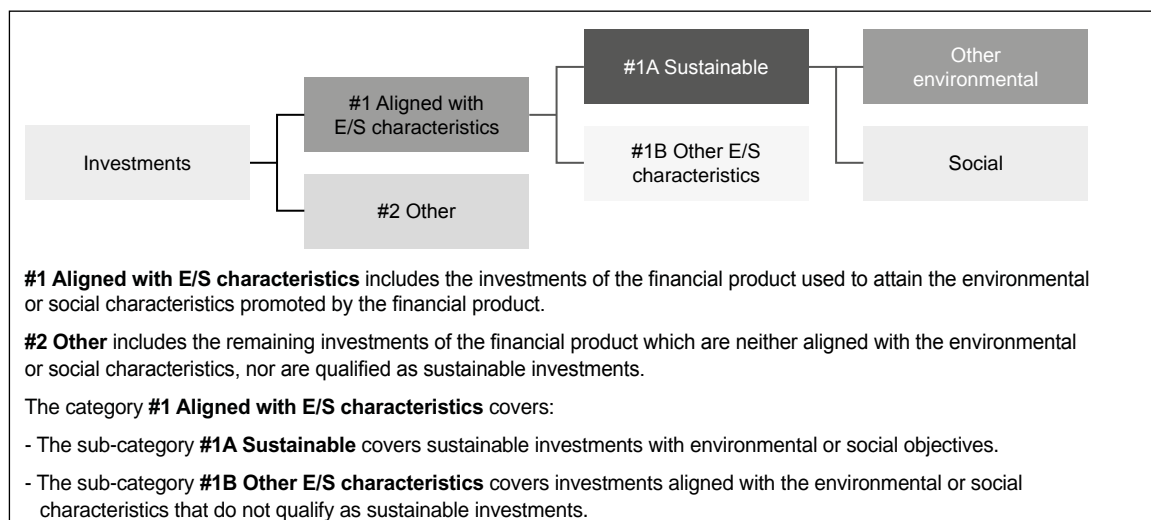 Investments
#1 Aligned with
E/S characteristics
#2 Other
#1A Sustainable
#1B Other E/S
characteristics
Other
environmental
Social
#1 Aligned with E/S characteristics includes the investments of the financial product used to attain the environmental
or social characteristics promoted by the financial product.
#2 Other includes the remaining investments of the financial product which are neither aligned with the environmental
or social characteristics, nor are qualified as sustainable investments.
The category #1 Aligned with E/S characteristics covers:
- The sub-category #1A Sustainable covers sustainable investments with environmental or social objectives.
- The sub-category #1B Other E/S characteristics covers investments aligned with the environmental or social
characteristics that do not qualify as sustainable investments.